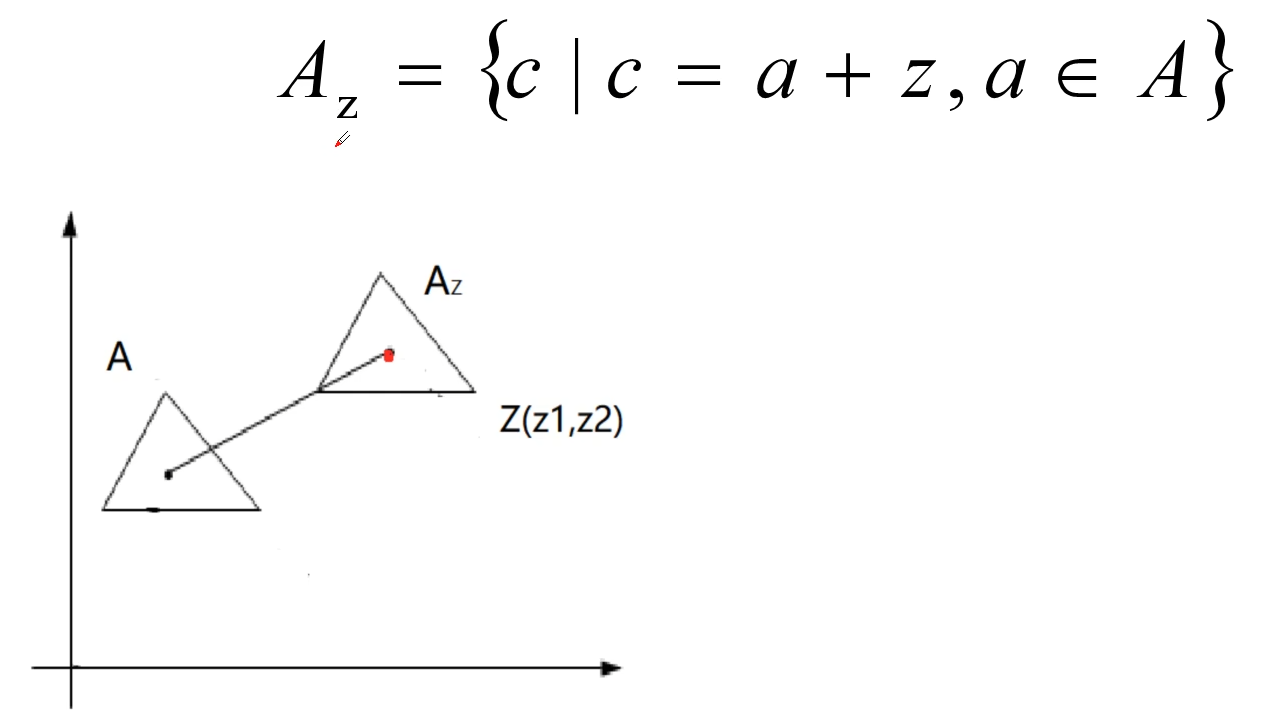 A_z = {c | c = a + z, a ∈ A}
Az
A
Z(z1,z2)